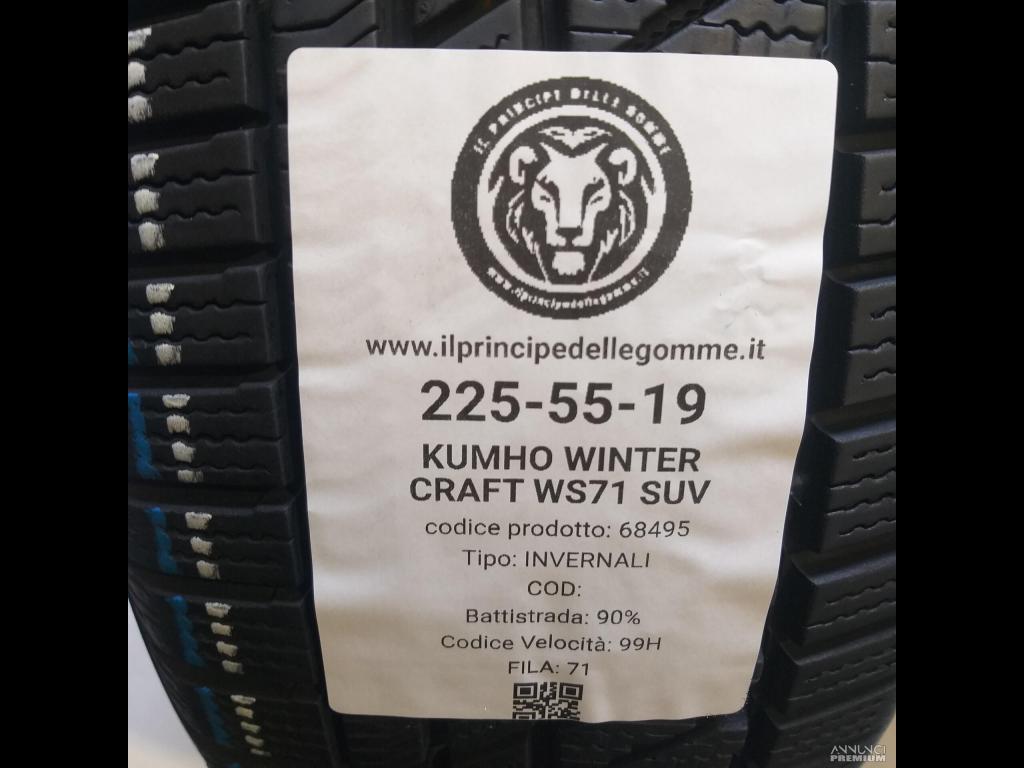 IL PRINCIPE DELLE GOMME
www.ilprincipedellegomme.it
www.ilprincipedellegomme.it
225-55-19
KUMHO WINTER
CRAFT WS71 SUV
codice prodotto: 68495
Tipo: INVERNALI
COD:
Battistrada: 90%
Codice Velocità: 99H
FILA: 71
ANNUNCI
PREMIUM